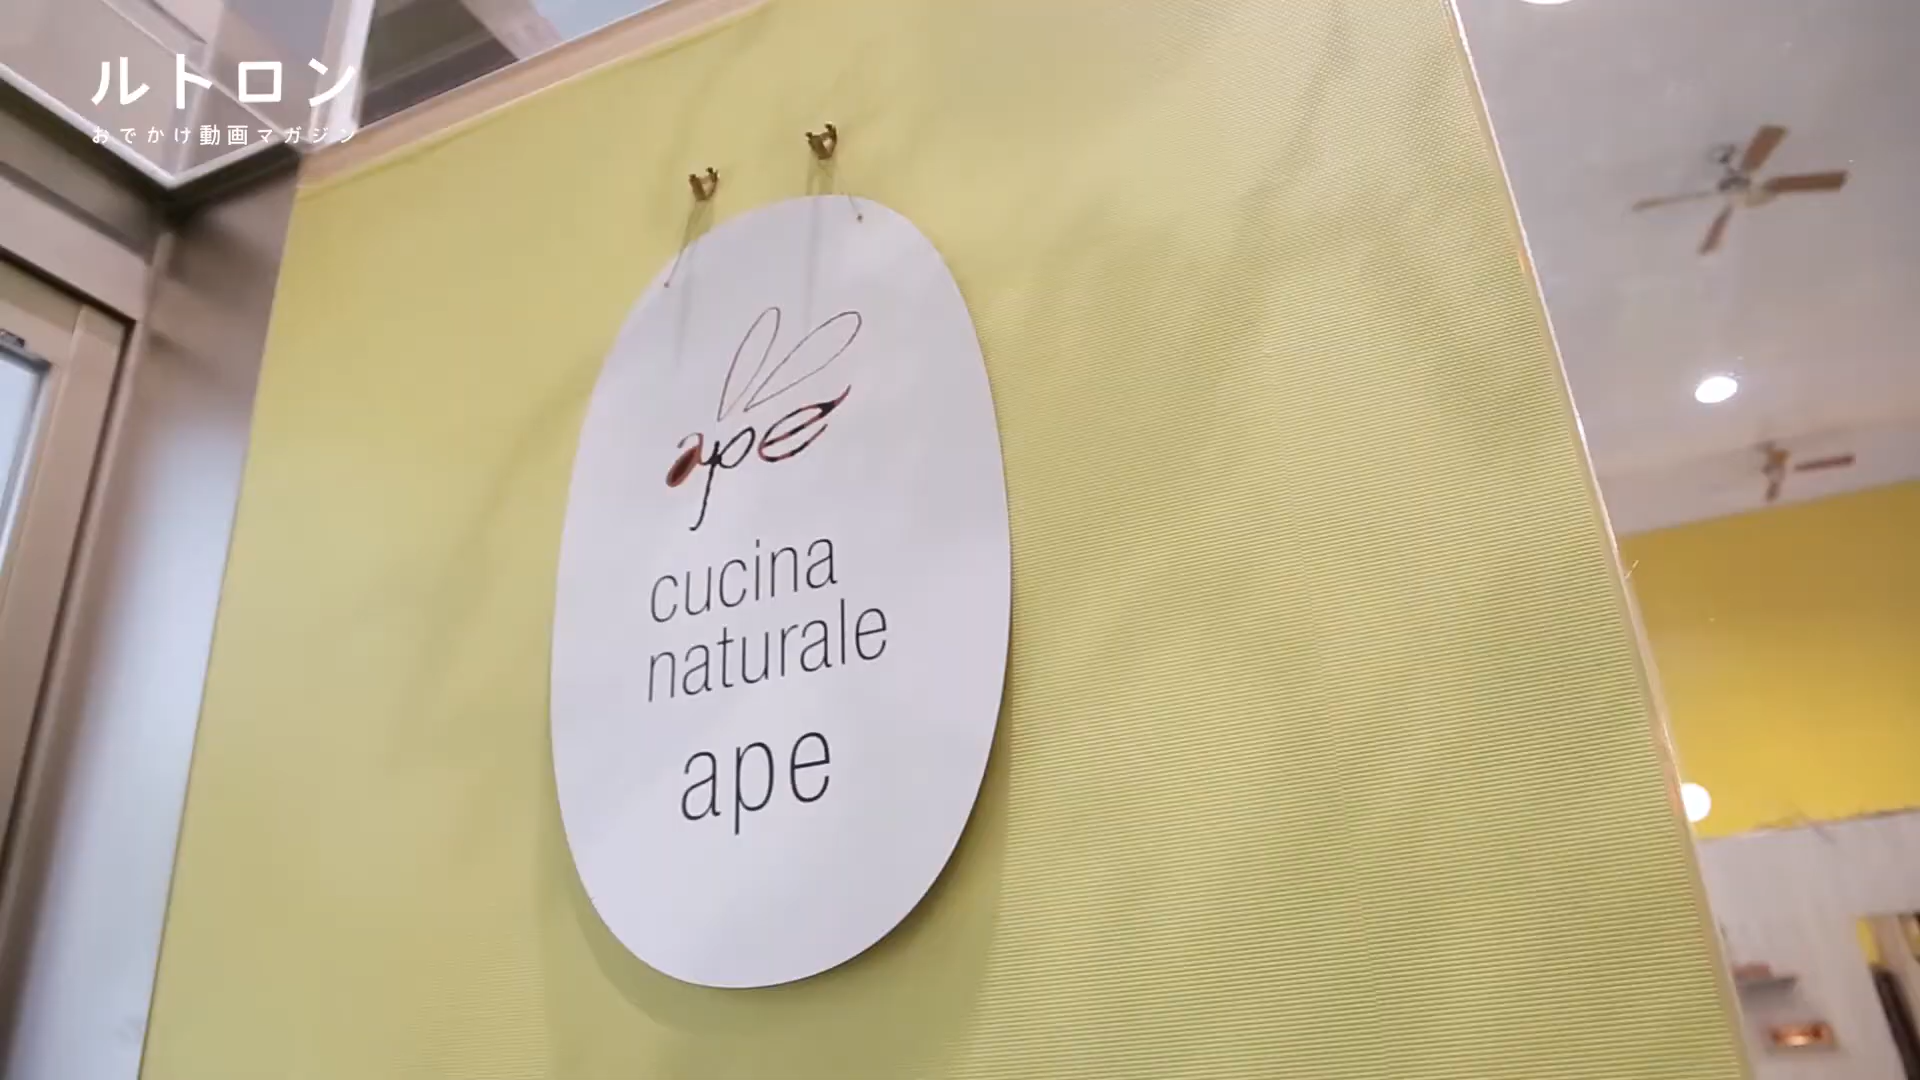 ルトロン
おでかけ動画マガジン
ape
cucina
naturale
ape